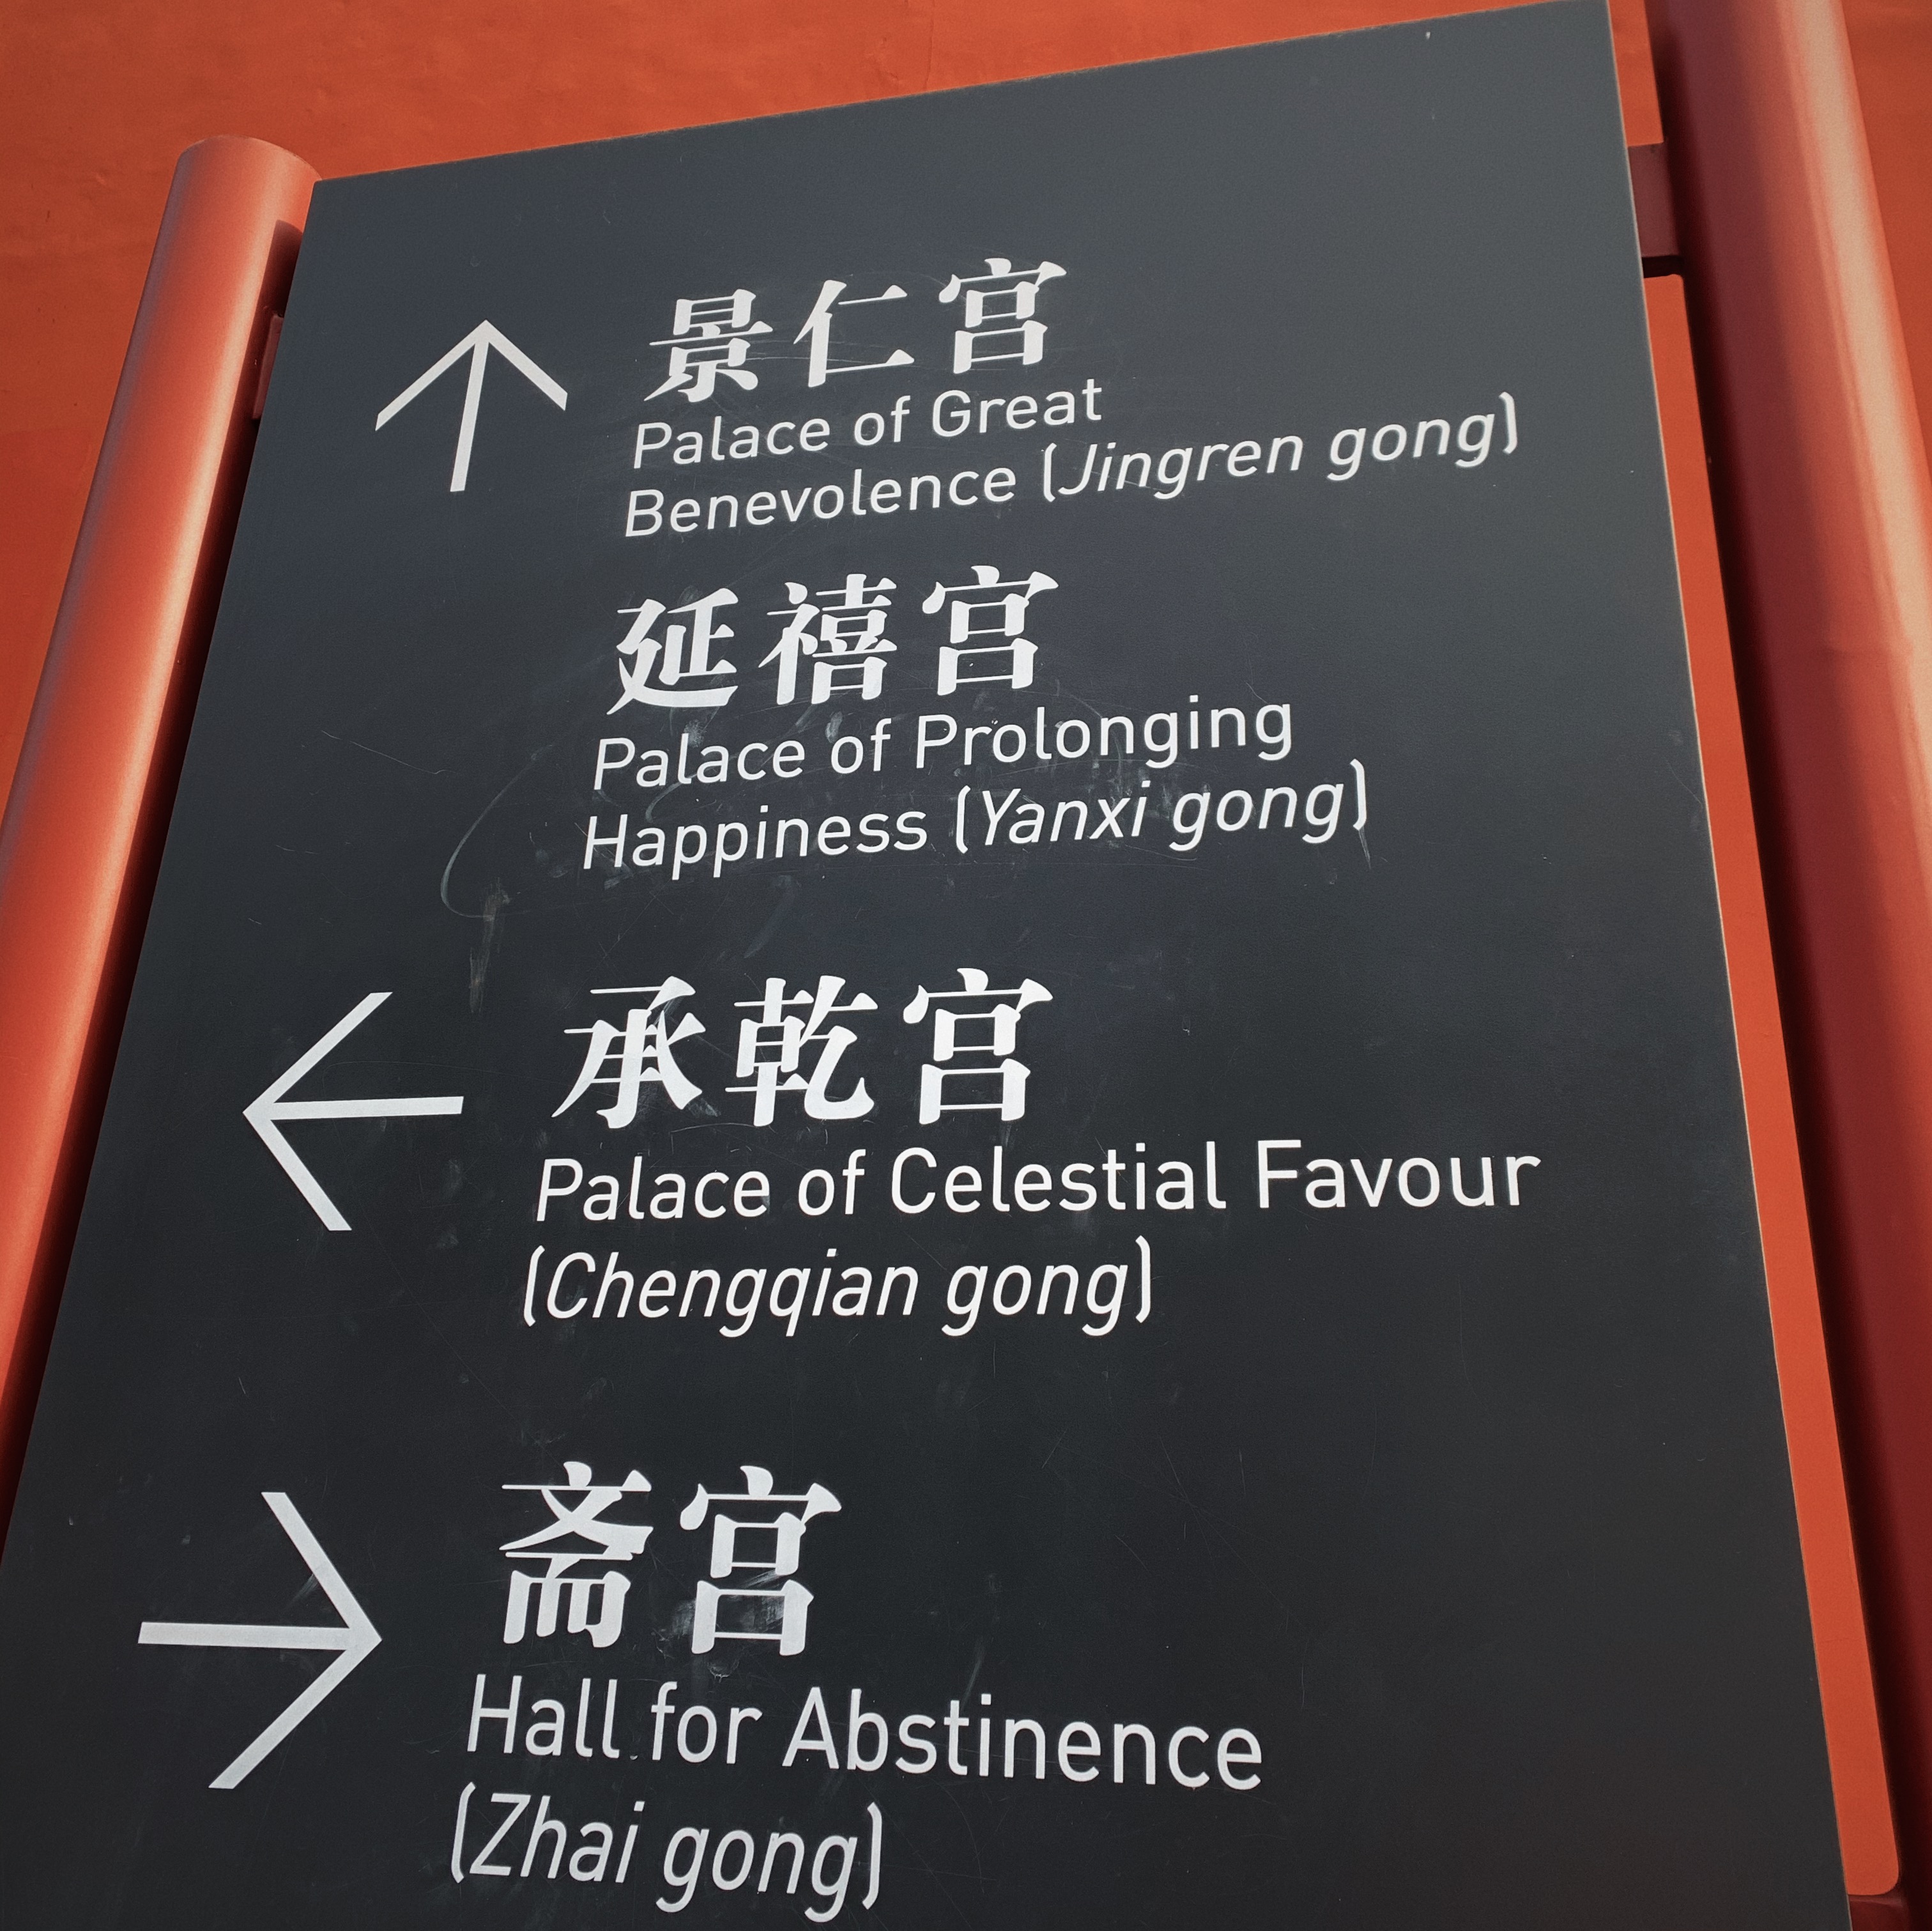 景仁宫
Palace of Great
Benevolence (Jingren gong)
延禧宫
Palace of Prolonging
Happiness (Yanxi gong)
承乾宫
Palace of Celestial Favour
(Chengqian gong)
斋宫
Hall for Abstinence
(Zhai gong)